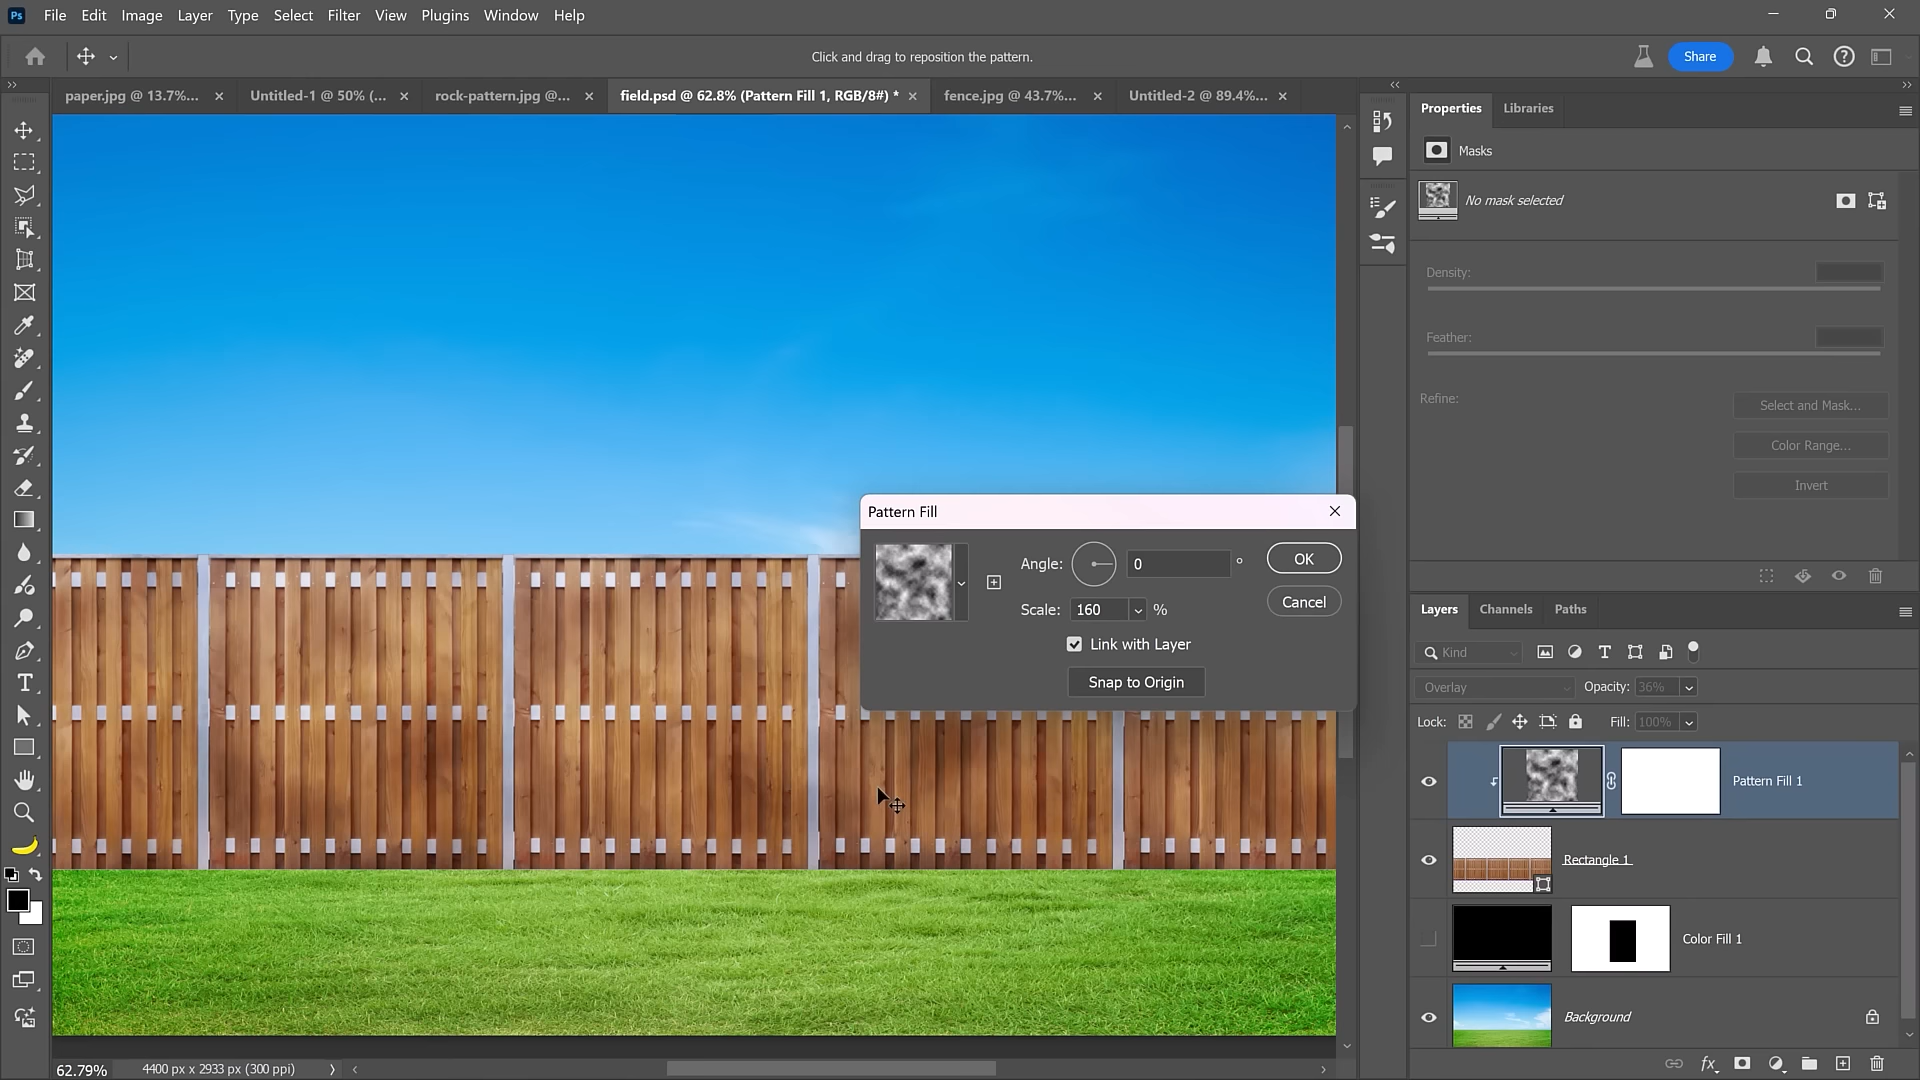 Ps File Edit Image Layer Type Select Filter View Plugins Window Help
Click and drag to reposition the pattern.
Share
paper.jpg @ 13.7%...
Untitled-1 @ 50% (...
rock-pattern.jpg @...
field.psd @ 62.8% (Pattern Fill 1, RGB/8#) *
fence.jpg @ 43.7%...
Untitled-2 @ 89.4%...
Properties Libraries
Masks
No mask selected
Density:
Feather:
Refine:
Select and Mask...
Color Range...
Invert
Pattern Fill
Angle: 0 °
OK
Scale: 160 %
Cancel
Link with Layer
Snap to Origin
Layers Channels Paths
Kind
Overlay Opacity: 36%
Lock: Fill: 100%
Pattern Fill 1
Rectangle 1
Color Fill 1
Background
62.79% 4400 px x 2933 px (300 ppi)